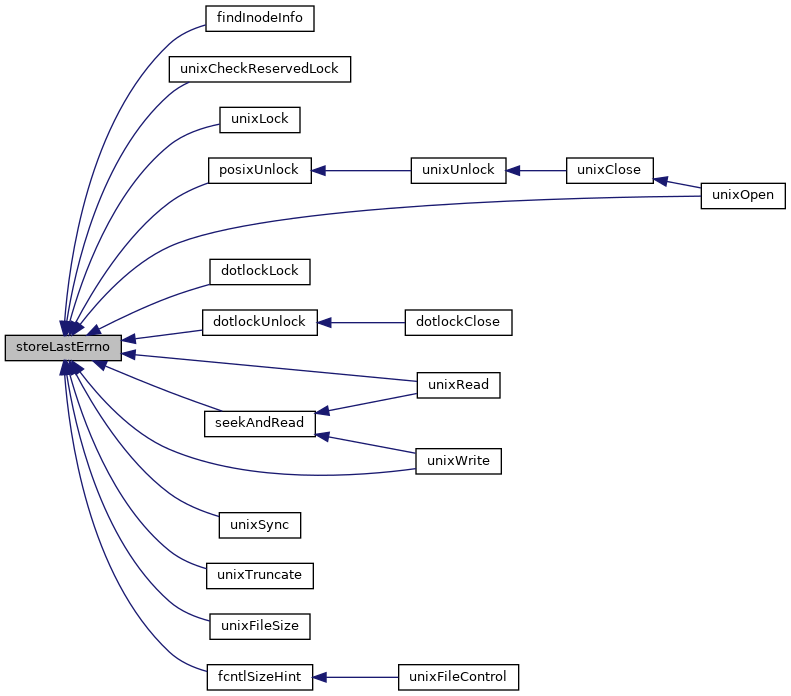 findInodeInfo
unixCheckReservedLock
unixLock
posixUnlock
unixUnlock
unixClose
unixOpen
dotlockLock
dotlockUnlock
dotlockClose
storeLastErrno
unixRead
seekAndRead
unixWrite
unixSync
unixTruncate
unixFileSize
fcntlSizeHint
unixFileControl